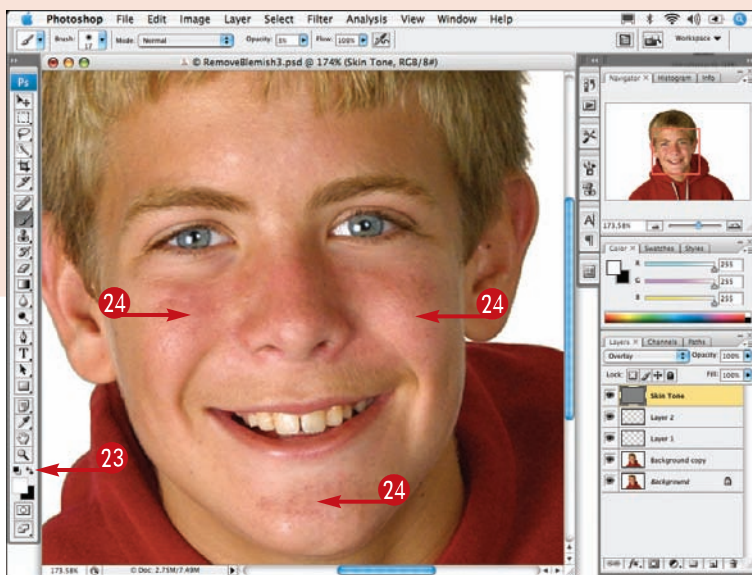 Photoshop File Edit Image Layer Select Filter Analysis View Window Help
Brush: 17 Mode: Normal Opacity: 8% Flow: 100% Workspace ▼
© RemoveBlemish3.psd @ 174% (Skin Tone, RGB/8#)
Ps
Navigator × Histogram Info
173.58%
Color × Swatches Styles
R 255
G 255
B 255
Layers × Channels Paths
Overlay Opacity: 100%
Lock: Fill: 100%
Skin Tone
Layer 2
Layer 1
Background copy
Background
24
24
23
24
173.58% © Doc: 2.75M/7.49M